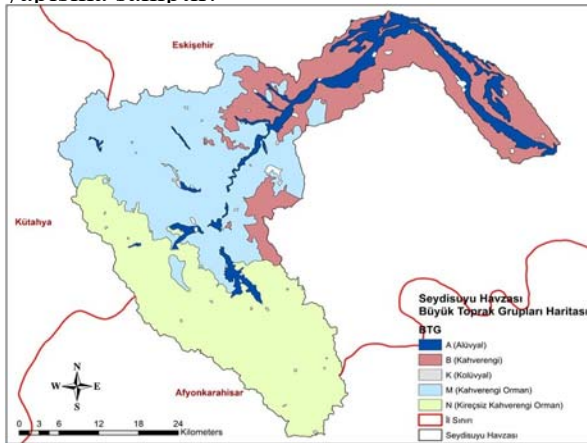 Eskişehir
Kütahya
Afyonkarahisar
N
W E
S
0 3 6 12 18 24
Kilometers
Seydisuyu Havzası
Büyük Toprak Grupları Haritası
BTG
A (Alüvyal)
B (Kahverengi)
K (Kolüvyal)
M (Kahverengi Orman)
N (Kireçsiz Kahverengi Orman)
İl Sınırı
Seydisuyu Havzası